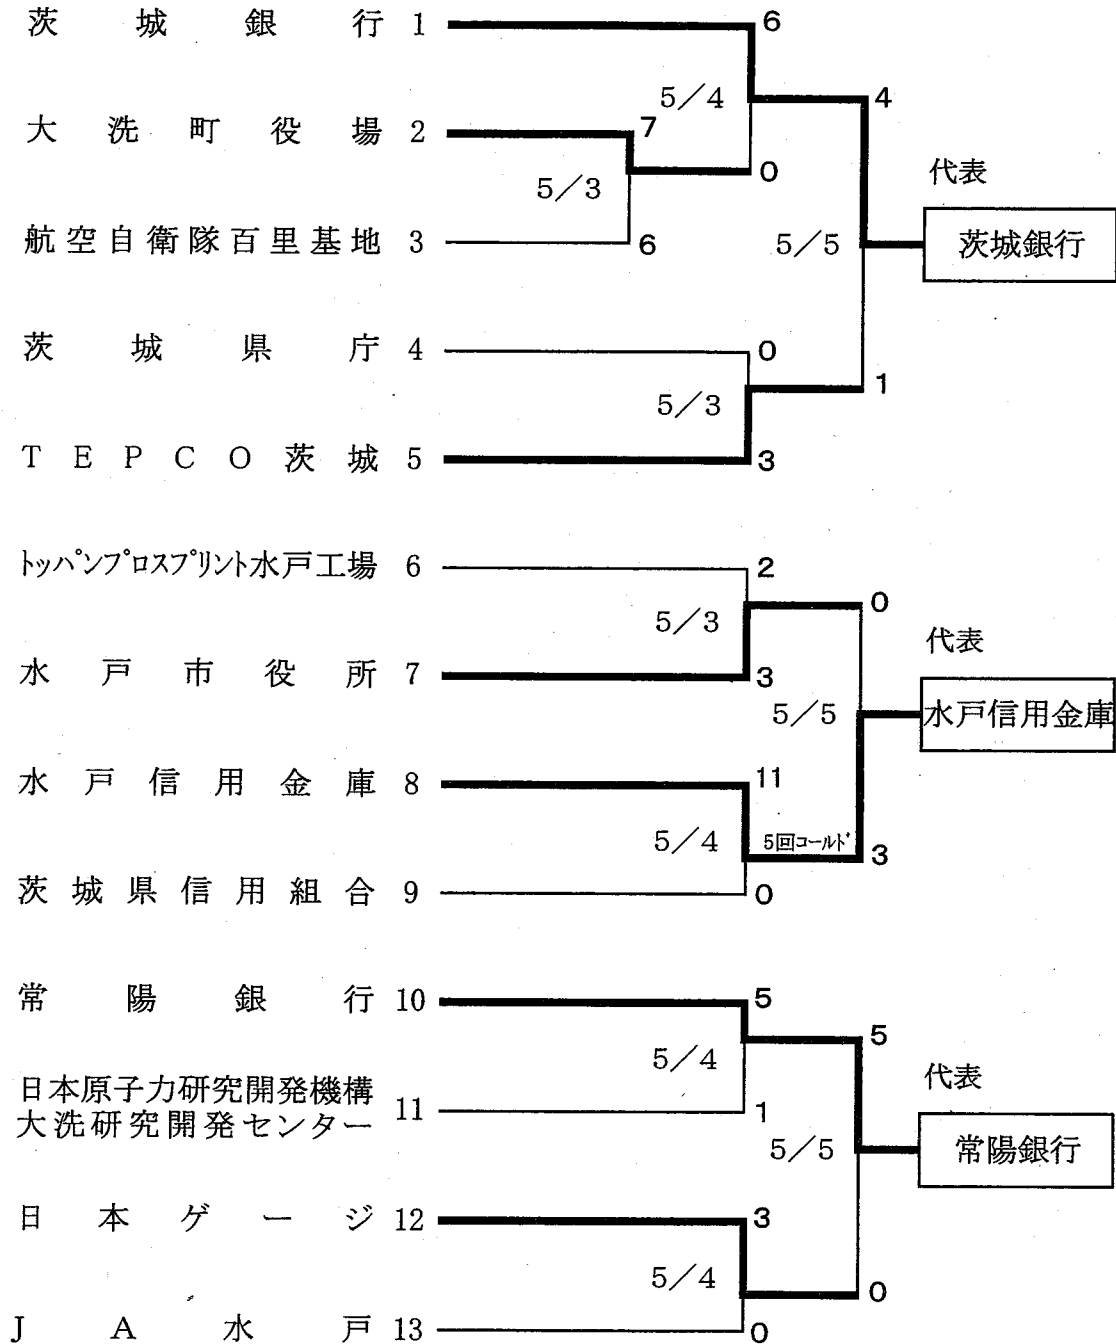 茨城銀行 1
6
5／4
4
大洗町役場 2
7
0
代表
5／3
航空自衛隊百里基地 3
6
5／5
茨城銀行
茨城県庁 4
0
1
5／3
TEPCO茨城 5
3
トッパンプロスプリント水戸工場 6
2
0
5／3
代表
水戸市役所 7
3
5／5
水戸信用金庫
水戸信用金庫 8
11
5／4
5回コールド
3
茨城県信用組合 9
0
常陽銀行 10
5
5
5／4
代表
日本原子力研究開発機構
大洗研究開発センター 11
1
5／5
常陽銀行
日本ゲージ 12
3
5／4
0
JA水戸 13
0